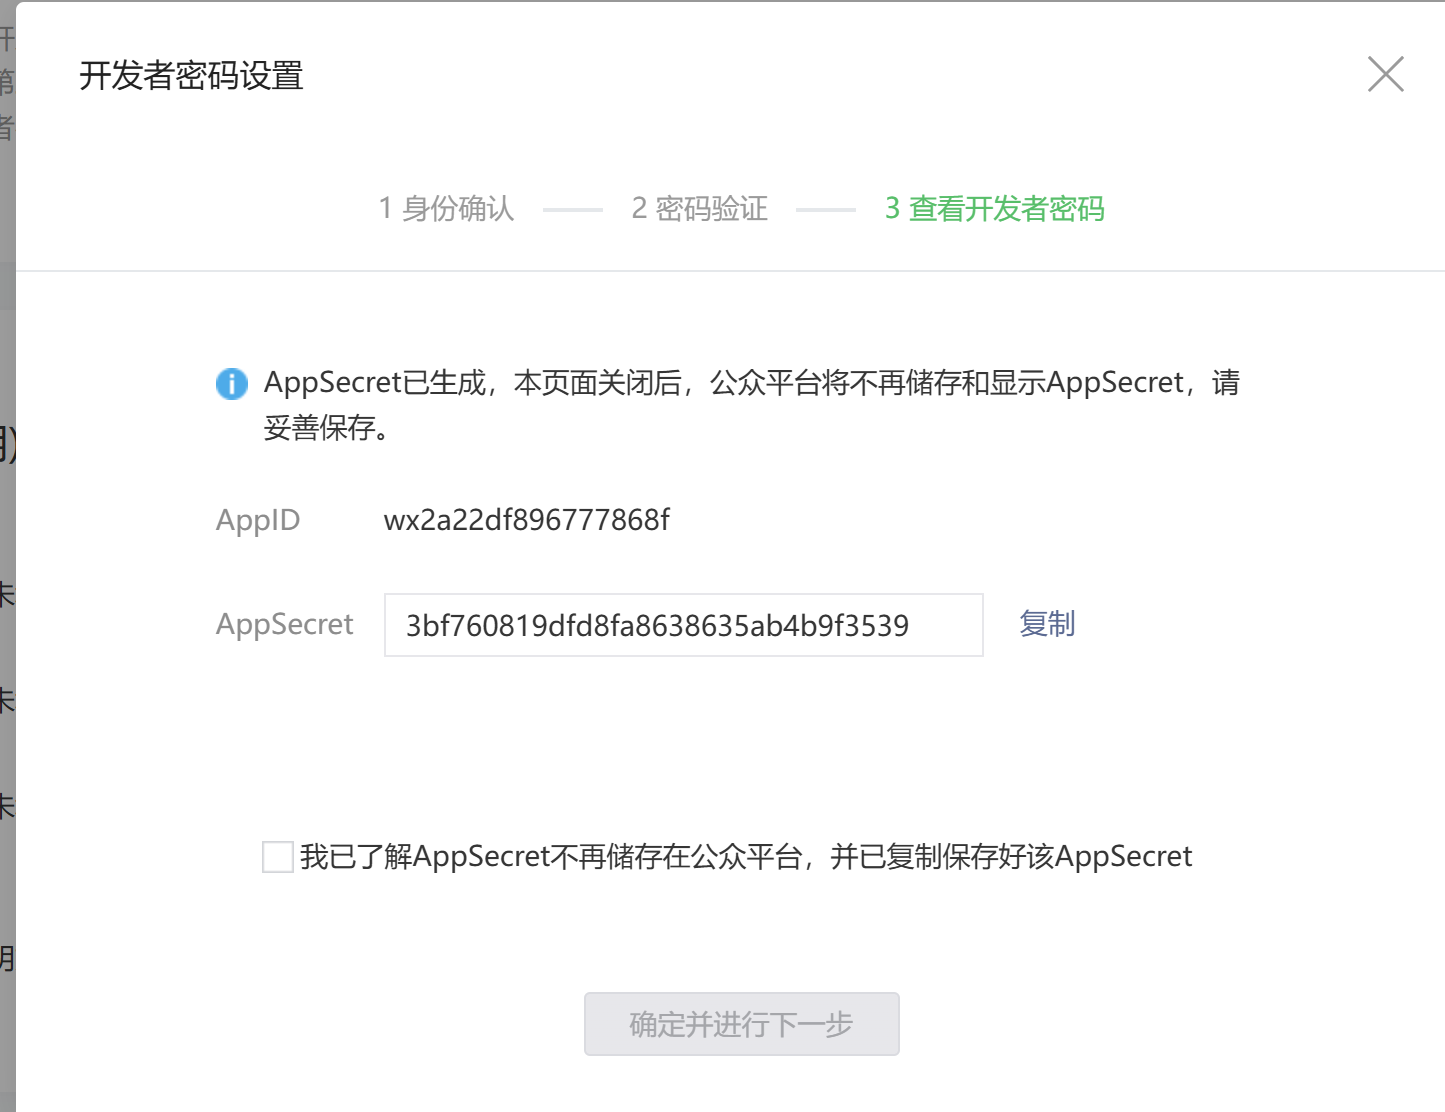 开发者密码设置
1 身份确认 2 密码验证 3 查看开发者密码
AppSecret已生成，本页面关闭后，公众平台将不再储存和显示AppSecret，请
妥善保存。
AppID wx2a22df896777868f
AppSecret 3bf760819dfd8fa8638635ab4b9f3539 复制
我已了解AppSecret不再储存在公众平台，并已复制保存好该AppSecret
确定并进行下一步